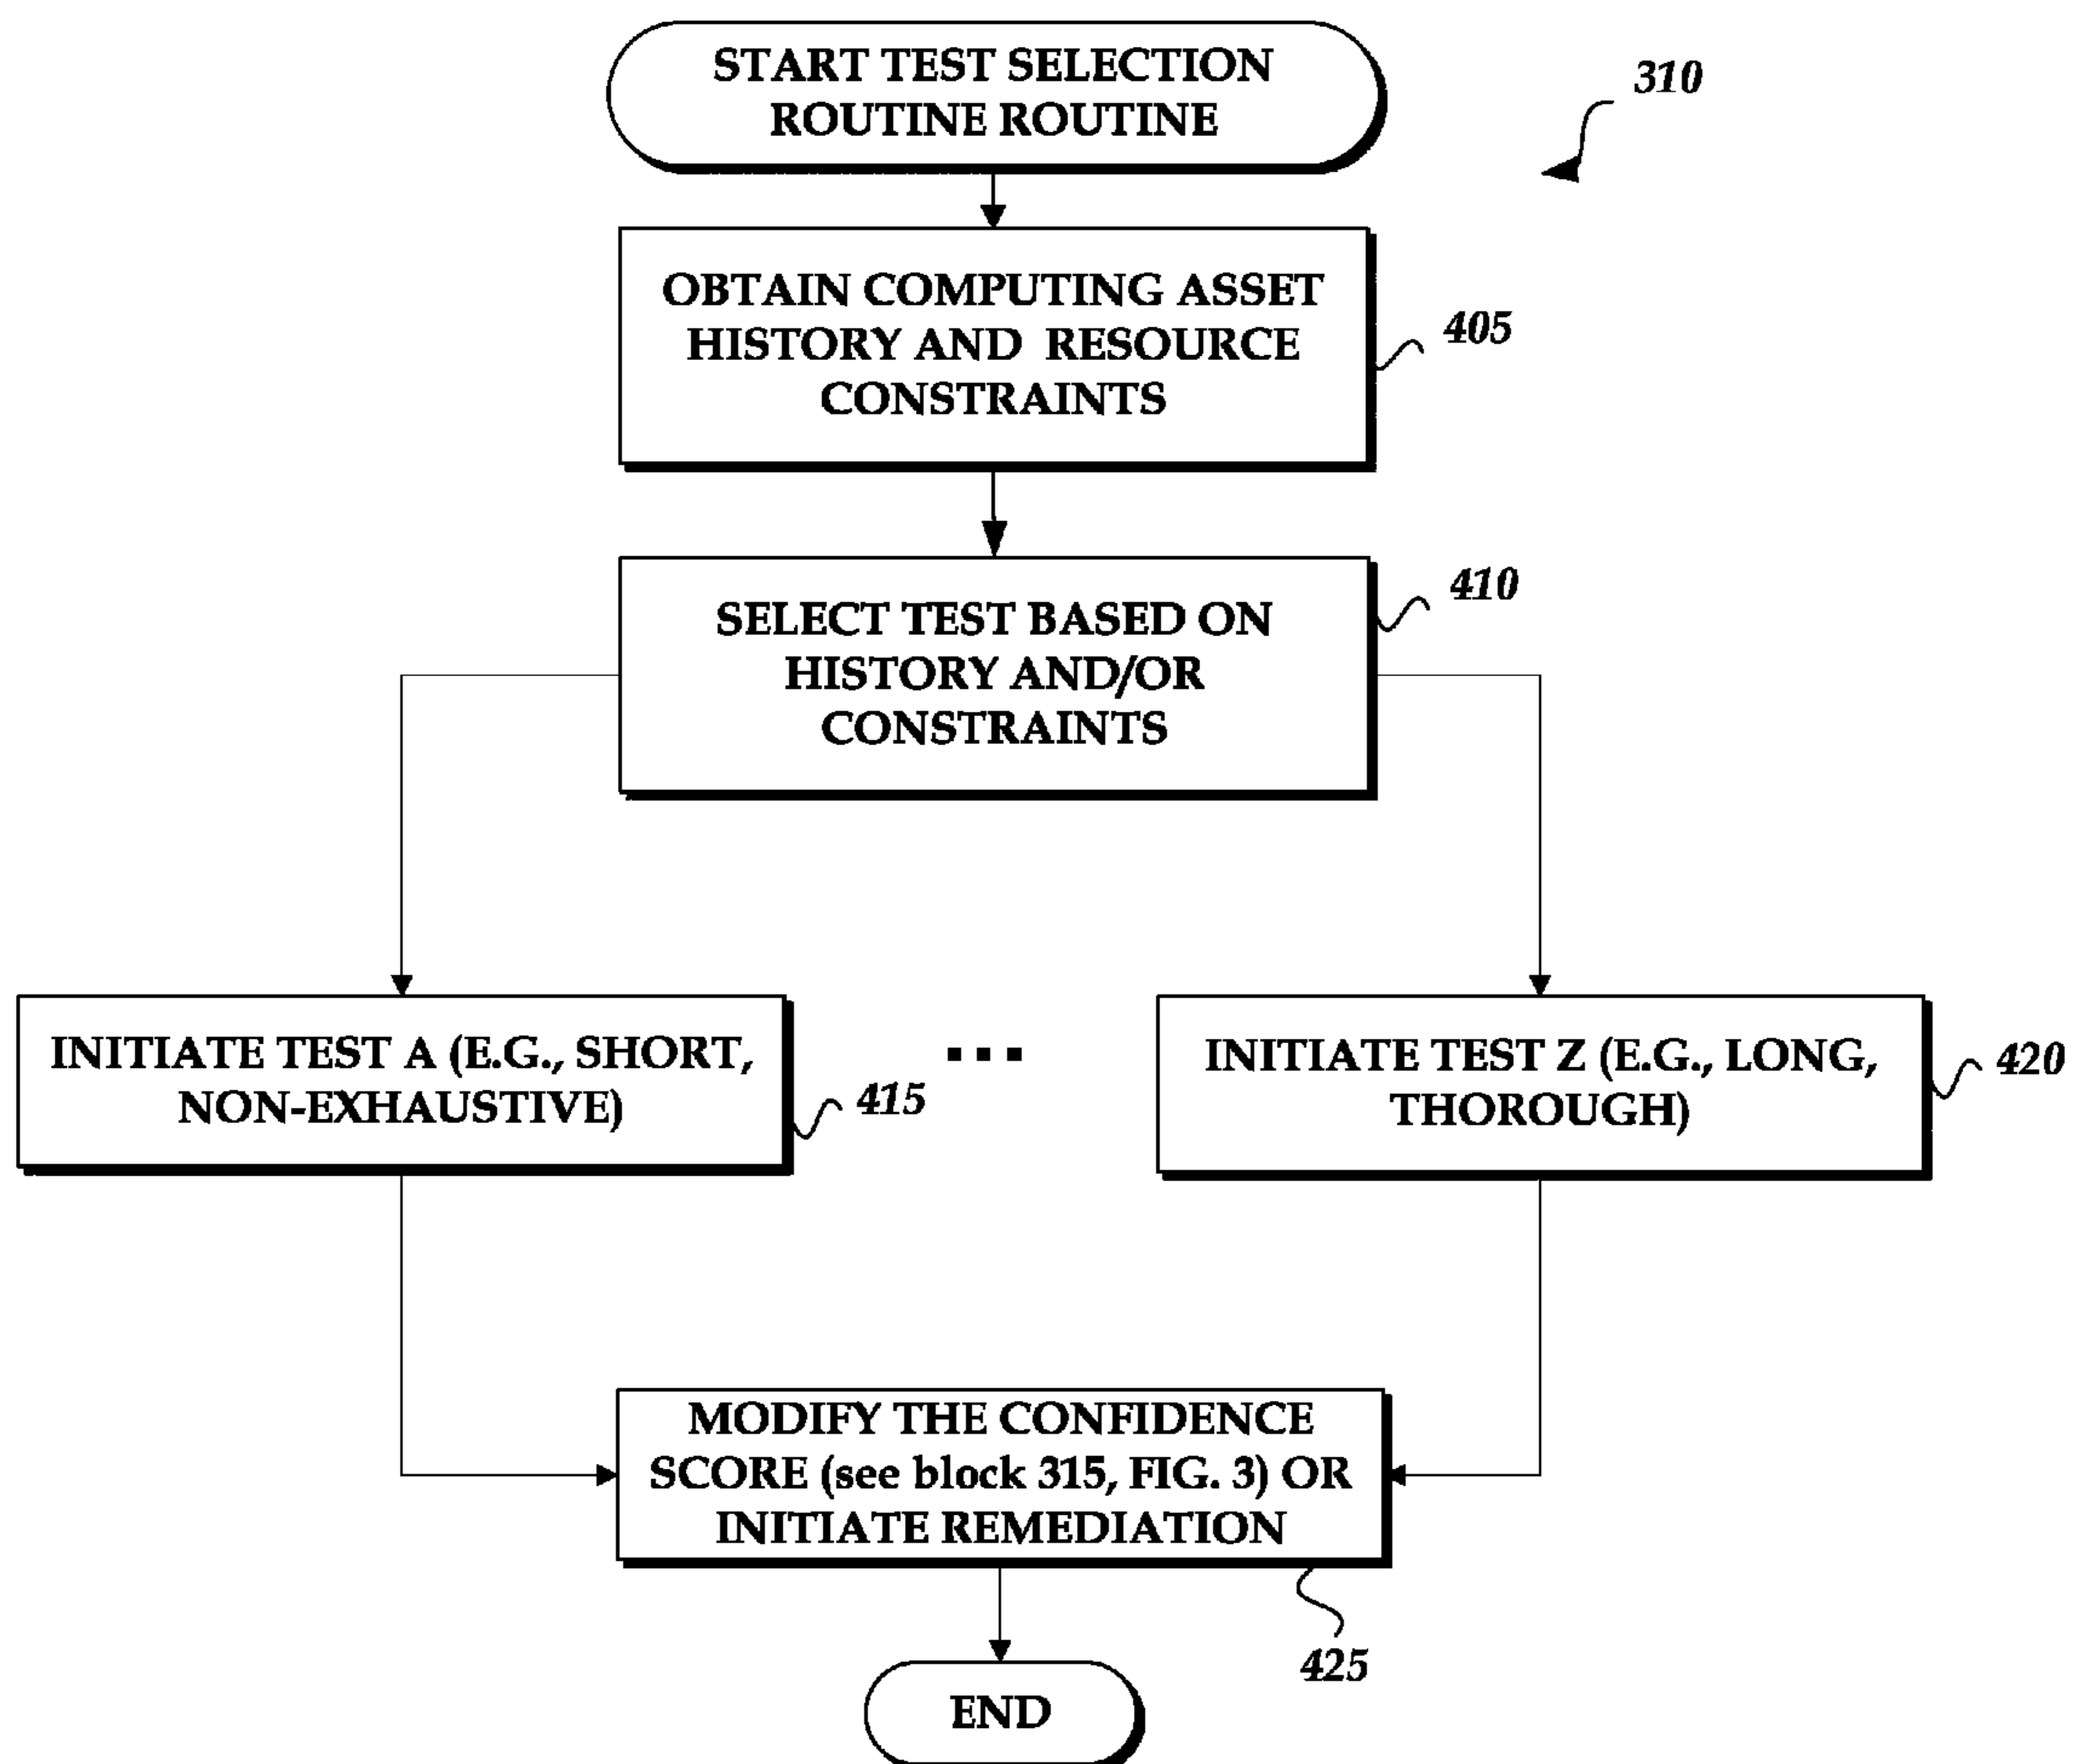 START TEST SELECTION
ROUTINE ROUTINE
310
OBTAIN COMPUTING ASSET
HISTORY AND RESOURCE
CONSTRAINTS
405
SELECT TEST BASED ON
HISTORY AND/OR
CONSTRAINTS
410
INITIATE TEST A (E.G., SHORT,
NON-EXHAUSTIVE)
415
...
INITIATE TEST Z (E.G., LONG,
THOROUGH)
420
MODIFY THE CONFIDENCE
SCORE (see block 315, FIG. 3) OR
INITIATE REMEDIATION
425
END